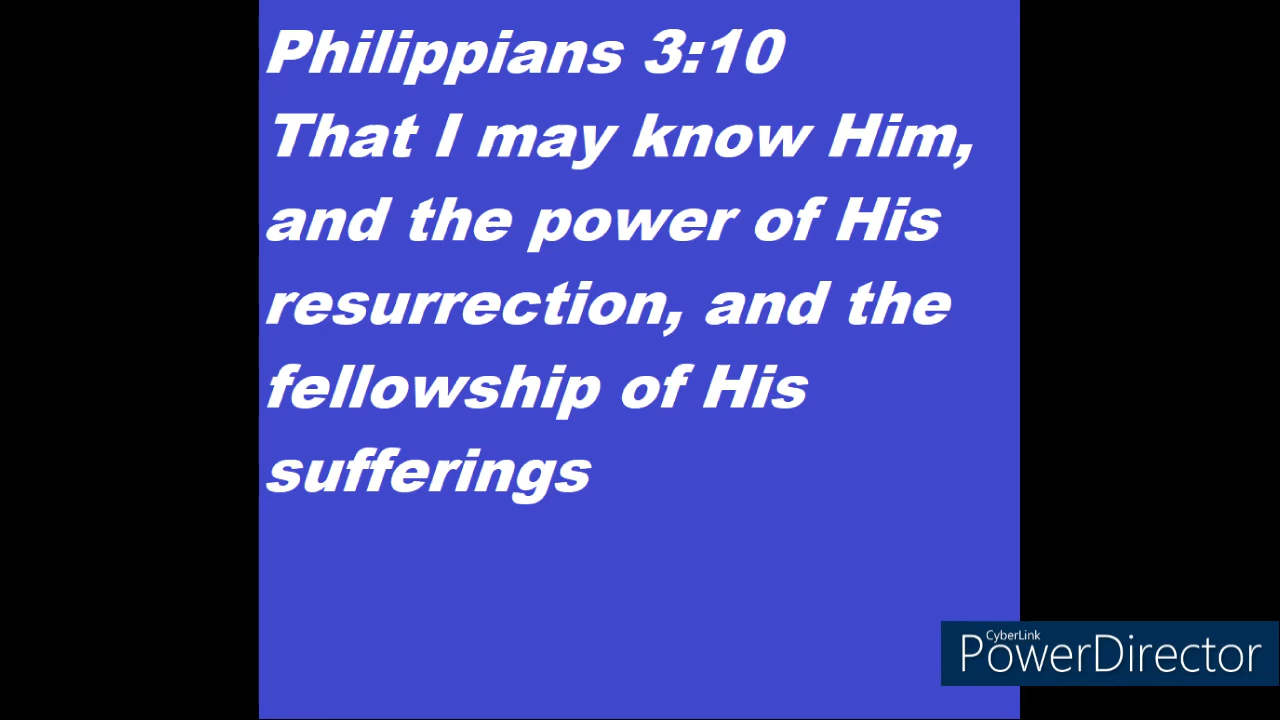 Philippians 3:10
That I may know Him,
and the power of His
resurrection, and the
fellowship of His
sufferings
CyberLink
PowerDirector